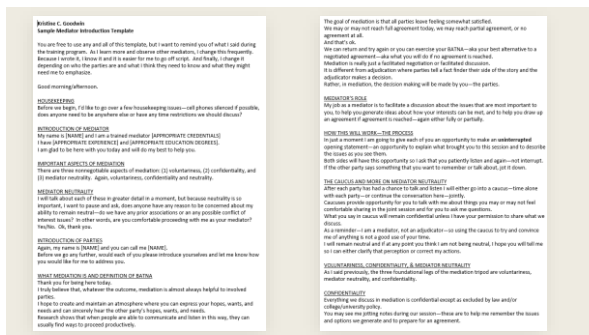 Kristine C. Goodwin
Sample Mediator Introduction Template
You are free to use any and all of this template, but I want to remind you of what I said during
the training program. As I learn more and observe other mediators, I change this frequently.
Because I wrote it, I know it and it is easier for me to go off script. And finally, I change it
depending on who the parties are and what I think they need to know and what they might
need me to emphasize.
Good morning/afternoon.
HOUSEKEEPING
Before we begin, I'd like to go over a few housekeeping issues—cell phones silenced if possible,
does anyone need to be anywhere else or have any time restrictions we should discuss?
INTRODUCTION OF MEDIATOR
My name is [NAME] and I am a trained mediator [APPROPRIATE CREDENTIALS]
I have [APPROPRIATE EXPERIENCE] and [APPROPRIATE EDUCATION DEGREES].
I am glad to be here with you today and will do my best to help you.
IMPORTANT ASPECTS OF MEDIATION
There are three nonnegotiable aspects of mediation: (1) voluntariness, (2) confidentiality, and
(3) mediator neutrality. Again, voluntariness, confidentiality and neutrality.
MEDIATOR NEUTRALITY
I will talk about each of these in greater detail in a moment, but because neutrality is so
important, I want to pause and ask, does anyone have any reason to be concerned about my
ability to remain neutral—do we have any prior associations or an any possible conflict of
interest issues? In other words, are you comfortable proceeding with me as your mediator?
Yes/No. Ok, thank you.
INTRODUCTION OF PARTIES
Again, my name is [NAME] and you can call me [NAME].
Before we go any further, would each of you please introduce yourselves and let me know how
you would like for me to address you.
WHAT MEDIATION IS AND DEFINITION OF BATNA
Thank you for being here today.
I truly believe that, whatever the outcome, mediation is almost always helpful to involved
parties.
I hope to create and maintain an atmosphere where you can express your hopes, wants, and
needs and can sincerely hear the other party's hopes, wants, and needs.
Research shows that when people are able to communicate and listen in this way, they can
usually find ways to proceed productively.
The goal of mediation is that all parties leave feeling somewhat satisfied.
We may or may not reach full agreement today, we may reach partial agreement, or no
agreement at all.
And that's ok.
We can return and try again or you can exercise your BATNA—aka your best alternative to a
negotiated agreement—aka what you will do if no agreement is reached.
Mediation is really just a facilitated negotiation or facilitated discussion.
It is different from adjudication where parties tell a fact finder their side of the story and the
adjudicator makes a decision.
Rather, in mediation, the decision making will be made by you—the parties.
MEDIATOR'S ROLE
My job as a mediator is to facilitate a discussion about the issues that are most important to
you, to help you generate ideas about how your interests can be met, and to help you draw up
an agreement if agreement is reached—again either fully or partially.
HOW THIS WILL WORK—THE PROCESS
In just a moment I am going to give each of you an opportunity to make an uninterrupted
opening statement—an opportunity to explain what brought you to this session and to describe
the issues as you see them.
Both sides will have this opportunity so I ask that you patiently listen and again—not interrupt.
If the other party says something that you want to remember or talk about, jot it down.
THE CAUCUS AND MORE ON MEDIATOR NEUTRALITY
After each party has had a chance to talk and listen I will either go into a caucus—time alone
with each party—or continue the conversation here—jointly.
Caucuses provide opportunity for you to talk with me about things you may or may not feel
comfortable sharing in the joint session and for you to ask me questions.
What you say in caucus will remain confidential unless I have your permission to share what we
discuss.
As a reminder—I am a mediator, not an adjudicator—so using the caucus to try and convince
me of anything is not a good use of your time.
I will remain neutral and if at any point you think I am not being neutral, I hope you will tell me
so I can either clarify that perception or correct my actions.
VOLUNTARINESS, CONFIDENTIALITY, & MEDIATOR NEUTRALITY
As I said previously, the three foundational legs of the mediation tripod are voluntariness,
mediator neutrality, and confidentiality.
CONFIDENTIALITY
Everything we discuss in mediation is confidential except as excluded by law and/or
college/university policy.
You may see me jotting notes during our session—these are to help me remember the issues
and options we generate and to prepare for an agreement.